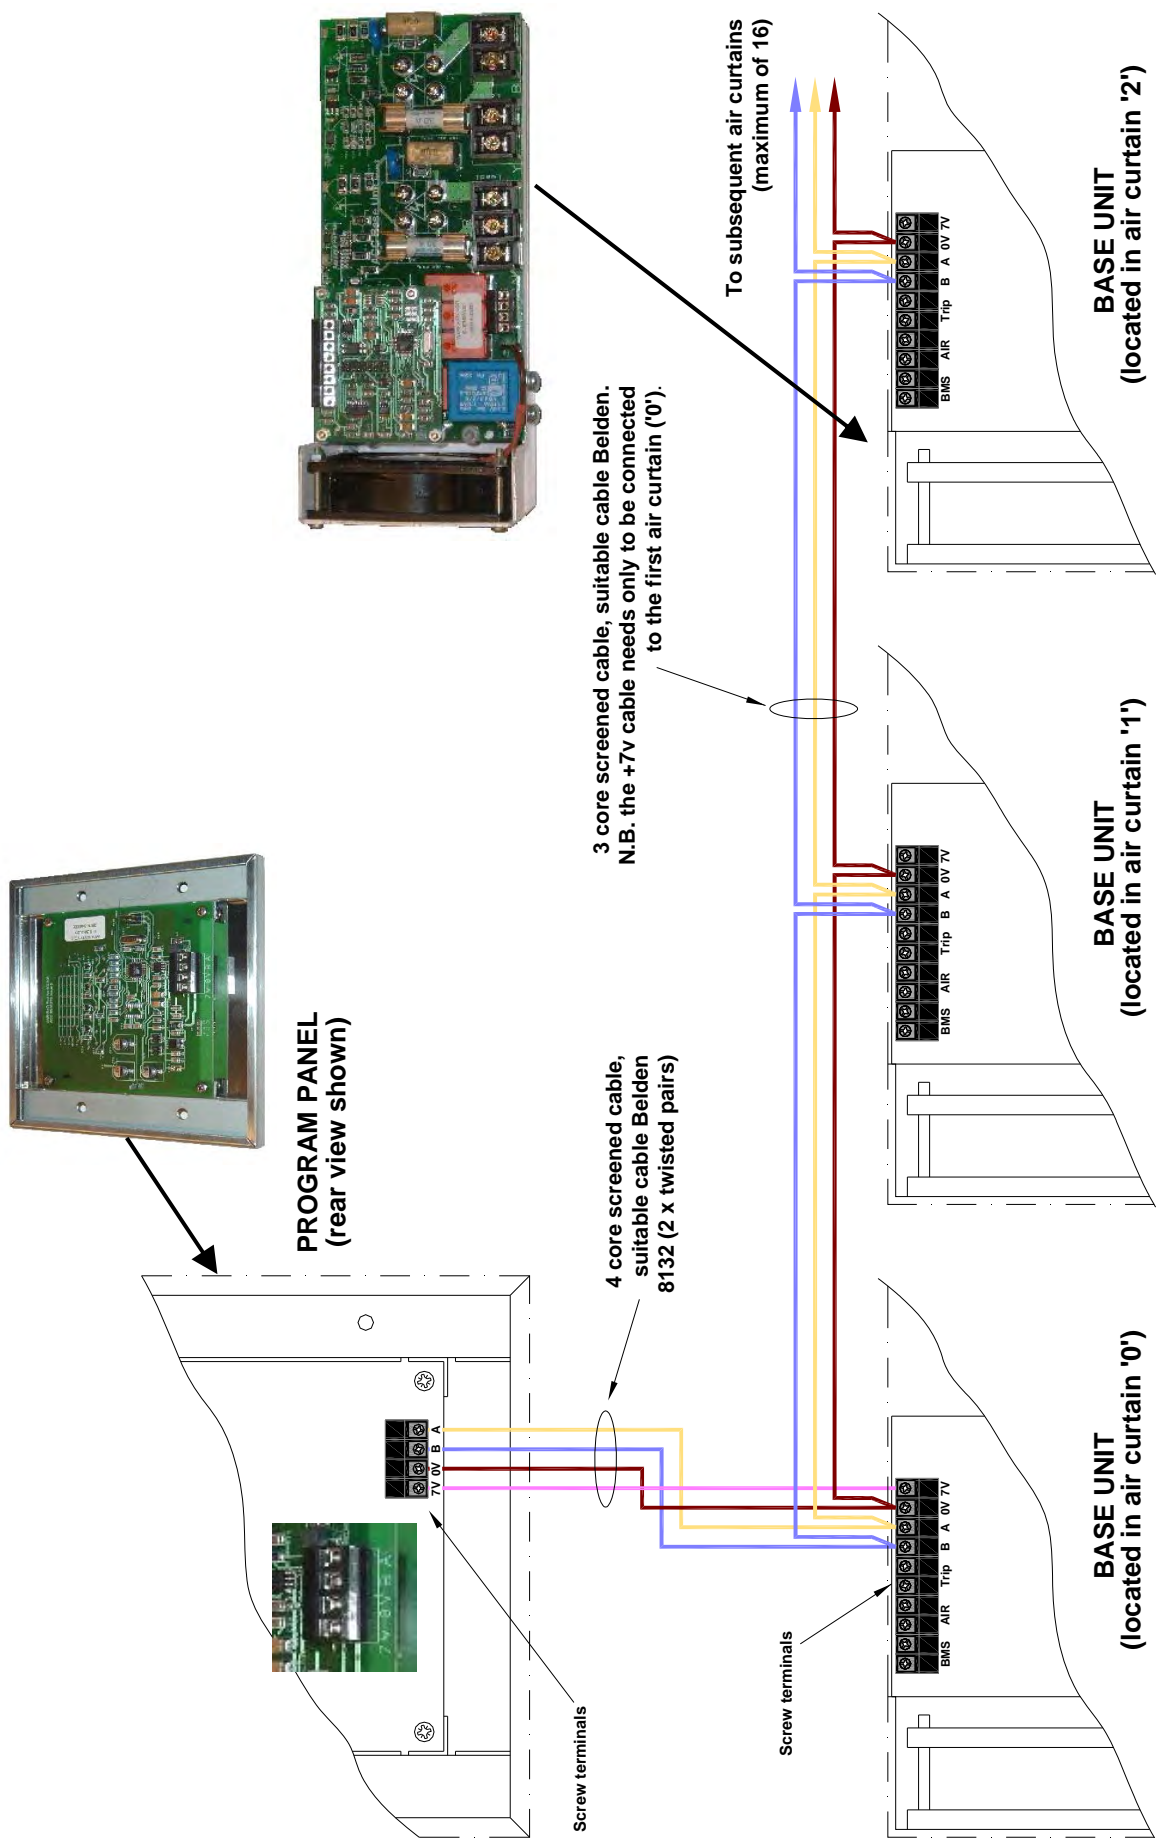 PROGRAM PANEL
(rear view shown)
Screw terminals
7V 0V B A
7V 0V B A
4 core screened cable,
suitable cable Belden
8132 (2 x twisted pairs)
3 core screened cable, suitable cable Belden.
N.B. the +7v cable needs only to be connected
to the first air curtain ('0').
To subsequent air curtains
(maximum of 16)
Screw terminals
BMS AIR Trip B A 0V 7V
BASE UNIT
(located in air curtain '0')
BMS AIR Trip B A 0V 7V
BASE UNIT
(located in air curtain '1')
BMS AIR Trip B A 0V 7V
BASE UNIT
(located in air curtain '2')